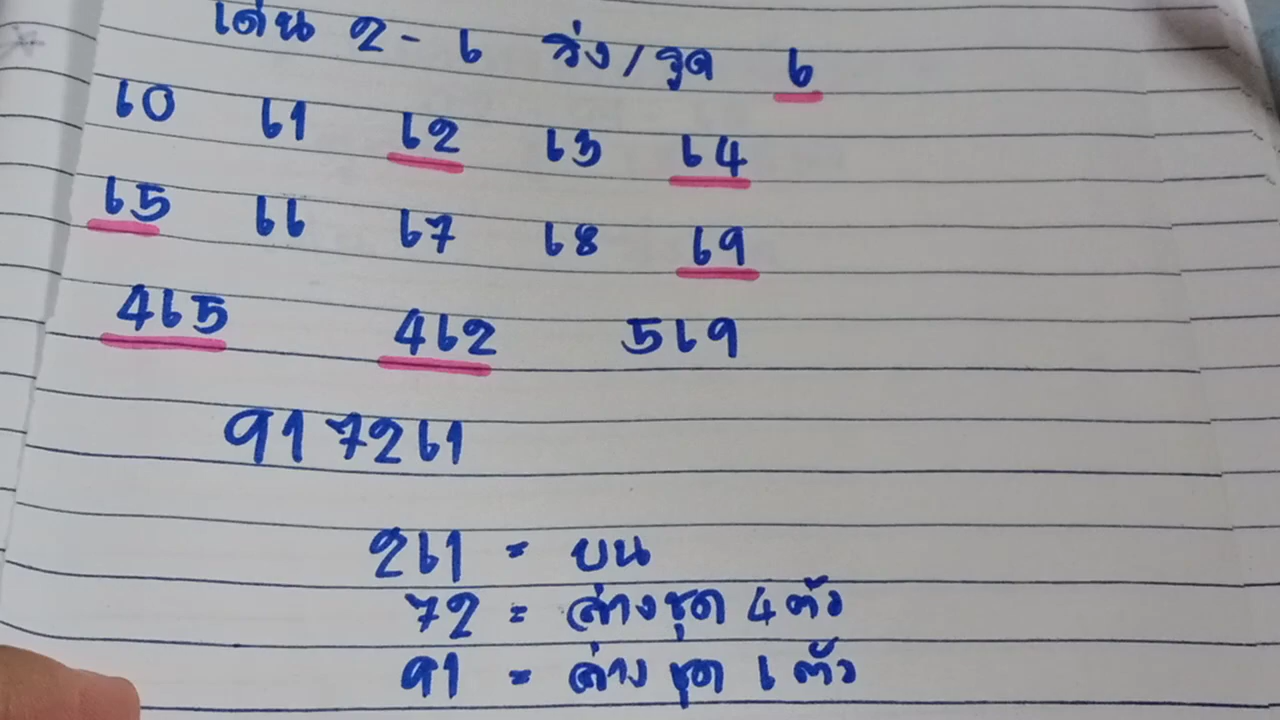 เด่น 2 - 6 วิ่ง/รูด 6
60 61 62 63 64
65 66 67 68 69
465 462 569
917261
261 = บน
72 = ล่างชุด 4 ตัว
91 = ล่างชุด 6 ตัว